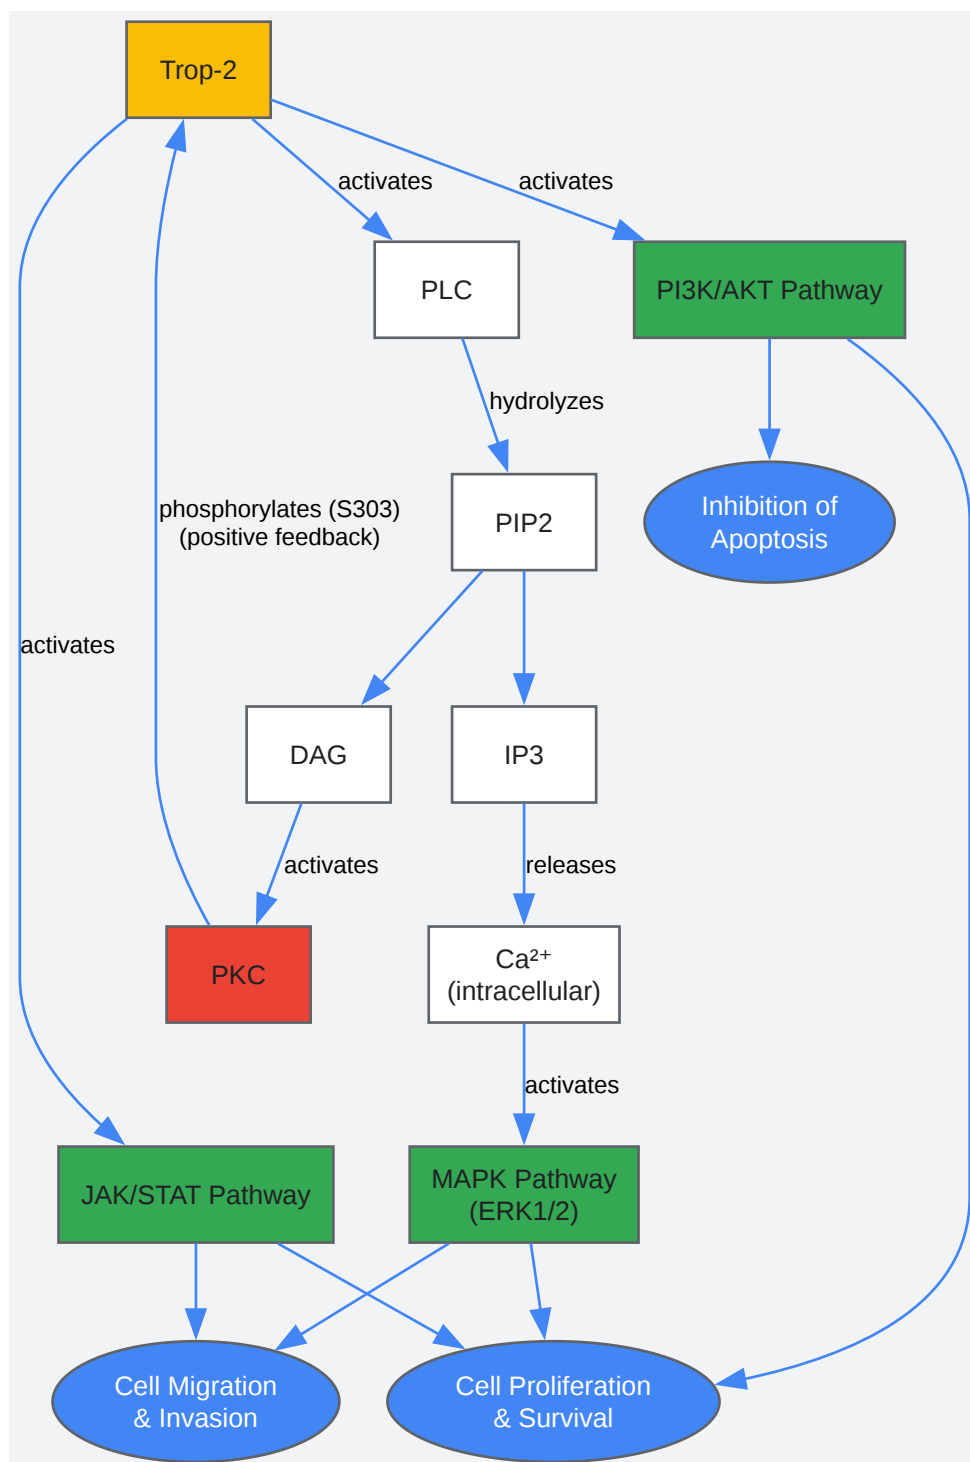 Trop-2
activates
activates
PLC
PI3K/AKT Pathway
hydrolyzes
phosphorylates (S303)
(positive feedback)
PIP2
Inhibition of
Apoptosis
activates
DAG
IP3
activates
releases
PKC
Ca²⁺
(intracellular)
activates
JAK/STAT Pathway
MAPK Pathway
(ERK1/2)
Cell Migration
& Invasion
Cell Proliferation
& Survival